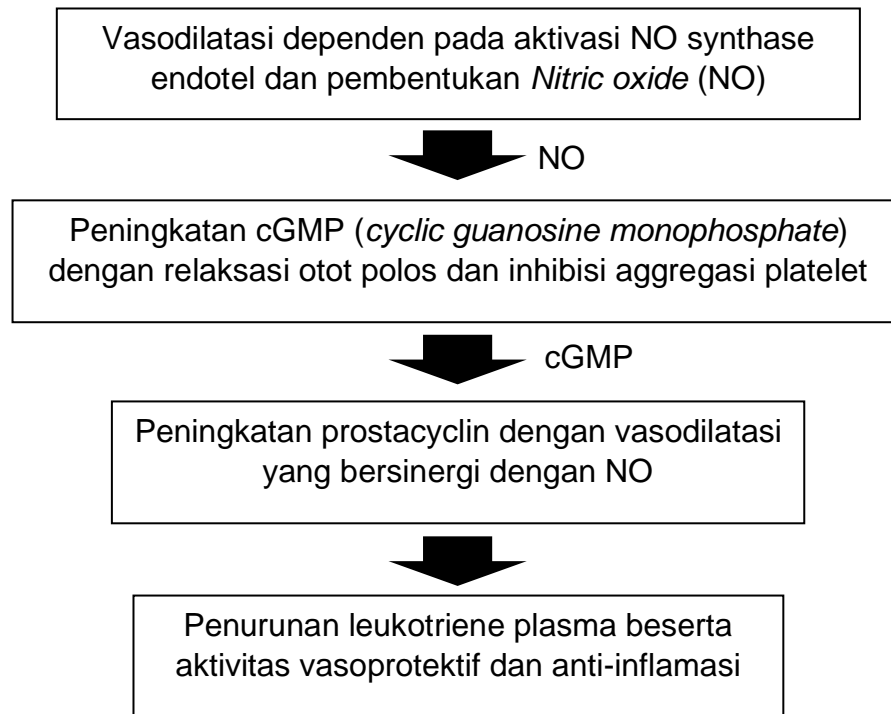 Vasodilatasi dependen pada aktivasi NO synthase
endotel dan pembentukan Nitric oxide (NO)
NO
Peningkatan cGMP (cyclic guanosine monophosphate)
dengan relaksasi otot polos dan inhibisi aggregasi platelet
cGMP
Peningkatan prostacyclin dengan vasodilatasi
yang bersinergi dengan NO
Penurunan leukotriene plasma beserta
aktivitas vasoprotektif dan anti-inflamasi